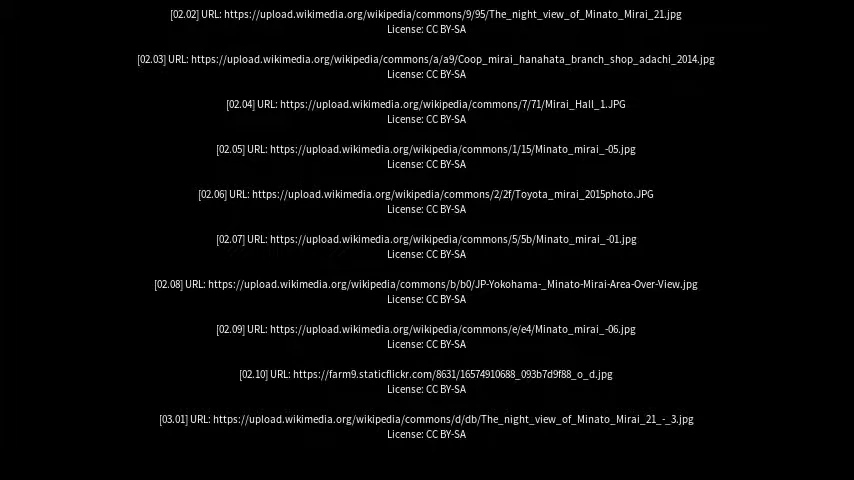 [02.02] URL: https://upload.wikimedia.org/wikipedia/commons/9/95/The_night_view_of_Minato_Mirai_21.jpg
License: CC BY-SA
[02.03] URL: https://upload.wikimedia.org/wikipedia/commons/a/a9/Coop_mirai_hanahata_branch_shop_adachi_2014.jpg
License: CC BY-SA
[02.04] URL: https://upload.wikimedia.org/wikipedia/commons/7/71/Mirai_Hall_1.JPG
License: CC BY-SA
[02.05] URL: https://upload.wikimedia.org/wikipedia/commons/1/15/Minato_mirai_-05.jpg
License: CC BY-SA
[02.06] URL: https://upload.wikimedia.org/wikipedia/commons/2/2f/Toyota_mirai_2015photo.JPG
License: CC BY-SA
[02.07] URL: https://upload.wikimedia.org/wikipedia/commons/5/5b/Minato_mirai_-01.jpg
License: CC BY-SA
[02.08] URL: https://upload.wikimedia.org/wikipedia/commons/b/b0/JP-Yokohama-_Minato-Mirai-Area-Over-View.jpg
License: CC BY-SA
[02.09] URL: https://upload.wikimedia.org/wikipedia/commons/e/e4/Minato_mirai_-06.jpg
License: CC BY-SA
[02.10] URL: https://farm9.staticflickr.com/8631/16574910688_093b7d9f88_o_d.jpg
License: CC BY-SA
[03.01] URL: https://upload.wikimedia.org/wikipedia/commons/d/db/The_night_view_of_Minato_Mirai_21_-_3.jpg
License: CC BY-SA